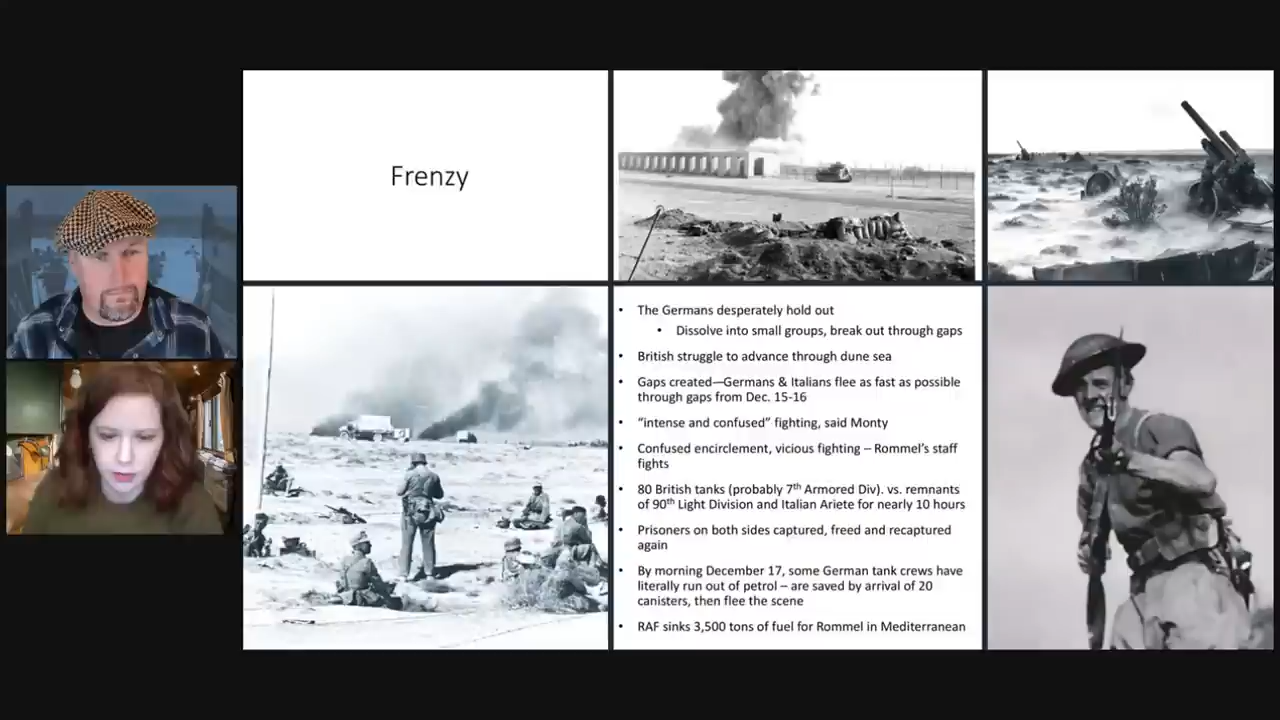 Frenzy
• The Germans desperately hold out
• Dissolve into small groups, break out through gaps
• British struggle to advance through dune sea
• Gaps created—Germans & Italians flee as fast as possible
through gaps from Dec. 15-16
• “intense and confused” fighting, said Monty
• Confused encirclement, vicious fighting – Rommel’s staff
fights
• 80 British tanks (probably 7th Armored Div). vs. remnants
of 90th Light Division and Italian Ariete for nearly 10 hours
• Prisoners on both sides captured, freed and recaptured
again
• By morning December 17, some German tank crews have
literally run out of petrol – are saved by arrival of 20
canisters, then flee the scene
• RAF sinks 3,500 tons of fuel for Rommel in Mediterranean